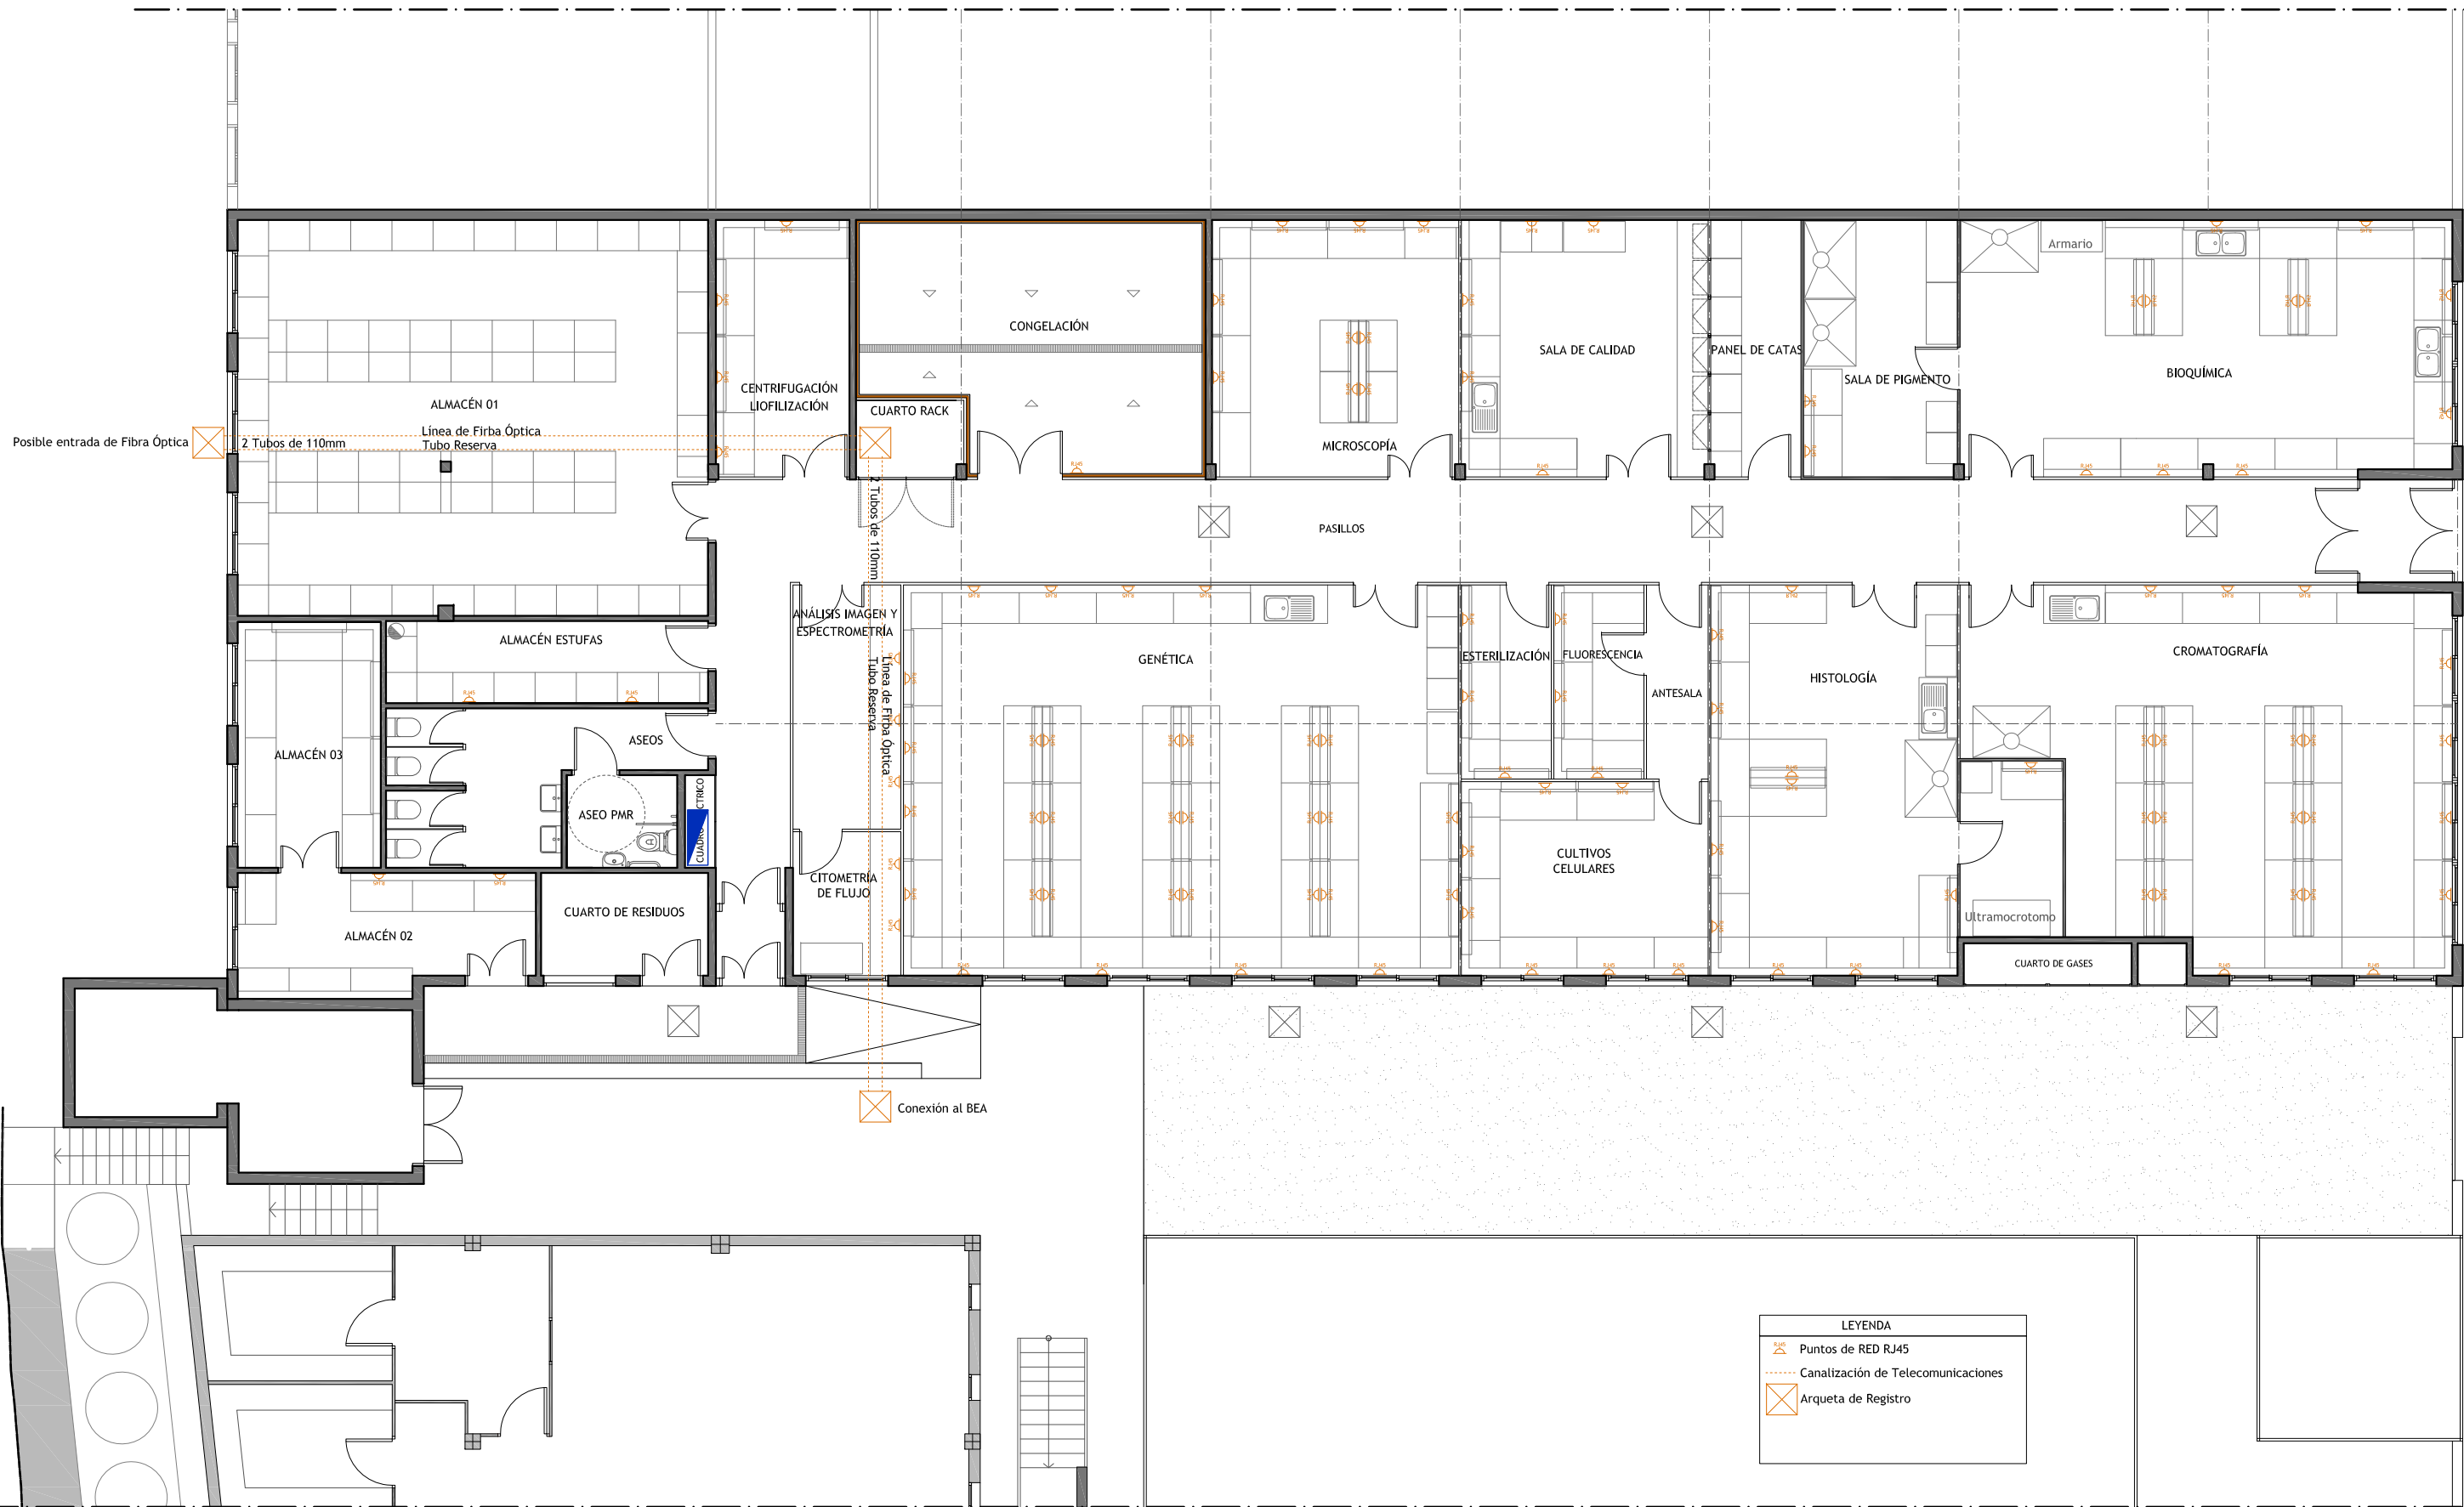 Armario
CONGELACIÓN
SALA DE CALIDAD
PANEL DE CATAS
BIOQUÍMICA
SALA DE PIGMENTO
CENTRIFUGACIÓN
LIOFILIZACIÓN
ALMACÉN 01
CUARTO RACK
Posible entrada de Fibra Óptica
2 Tubos de 110mm
Línea de Firba Óptica
Tubo Reserva
MICROSCOPÍA
RJ45
2 Tubos de 110mm
PASILLOS
ANÁLISIS IMAGEN Y
ESPECTROMETRÍA
ALMACÉN ESTUFAS
GENÉTICA
ESTERILIZACIÓN
FLUORESCENCIA
CROMATOGRAFÍA
HISTOLOGÍA
ANTESALA
Línea de Firba Óptica
Tubo Reserva
ASEOS
ALMACÉN 03
ASEO PMR
CITOMETRÍA
DE FLUJO
CULTIVOS
CELULARES
CUARTO DE RESIDUOS
Ultramocrotomo
ALMACÉN 02
CUARTO DE GASES
Conexión al BEA
LEYENDA
RJ45 Puntos de RED RJ45
Canalización de Telecomunicaciones
Arqueta de Registro